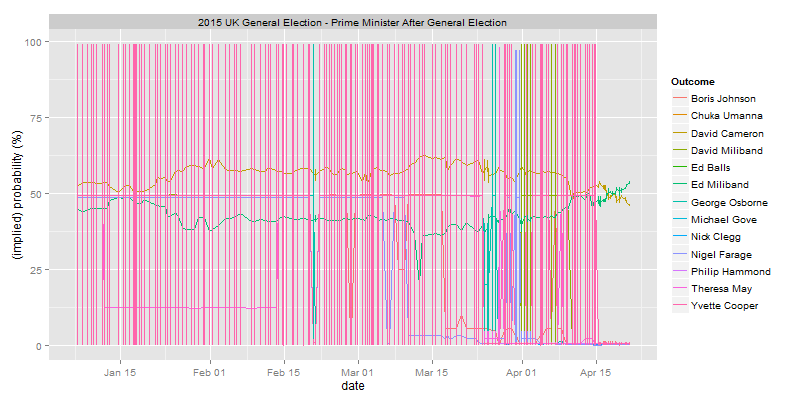 2015 UK General Election - Prime Minister After General Election
100
75
50
25
0
(implied) probability (%)
Jan 15
Feb 01
Feb 15
Mar 01
Mar 15
Apr 01
Apr 15
date
Outcome
Boris Johnson
Chuka Umanna
David Cameron
David Miliband
Ed Balls
Ed Miliband
George Osborne
Michael Gove
Nick Clegg
Nigel Farage
Philip Hammond
Theresa May
Yvette Cooper